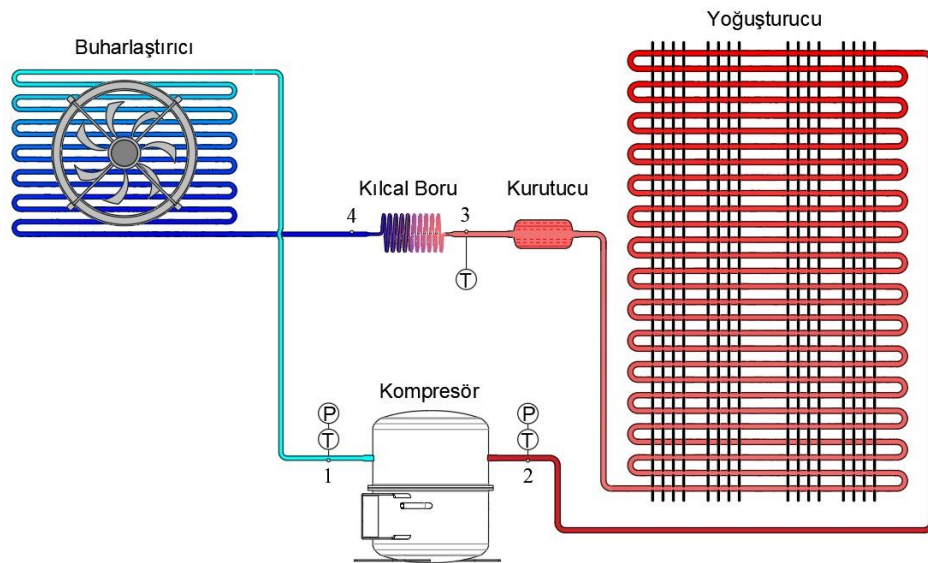 Yoğuşturucu
Buharlaştırıcı
Kılcal Boru
Kurutucu
4
3
T
Kompresör
P
T
1
P
T
2